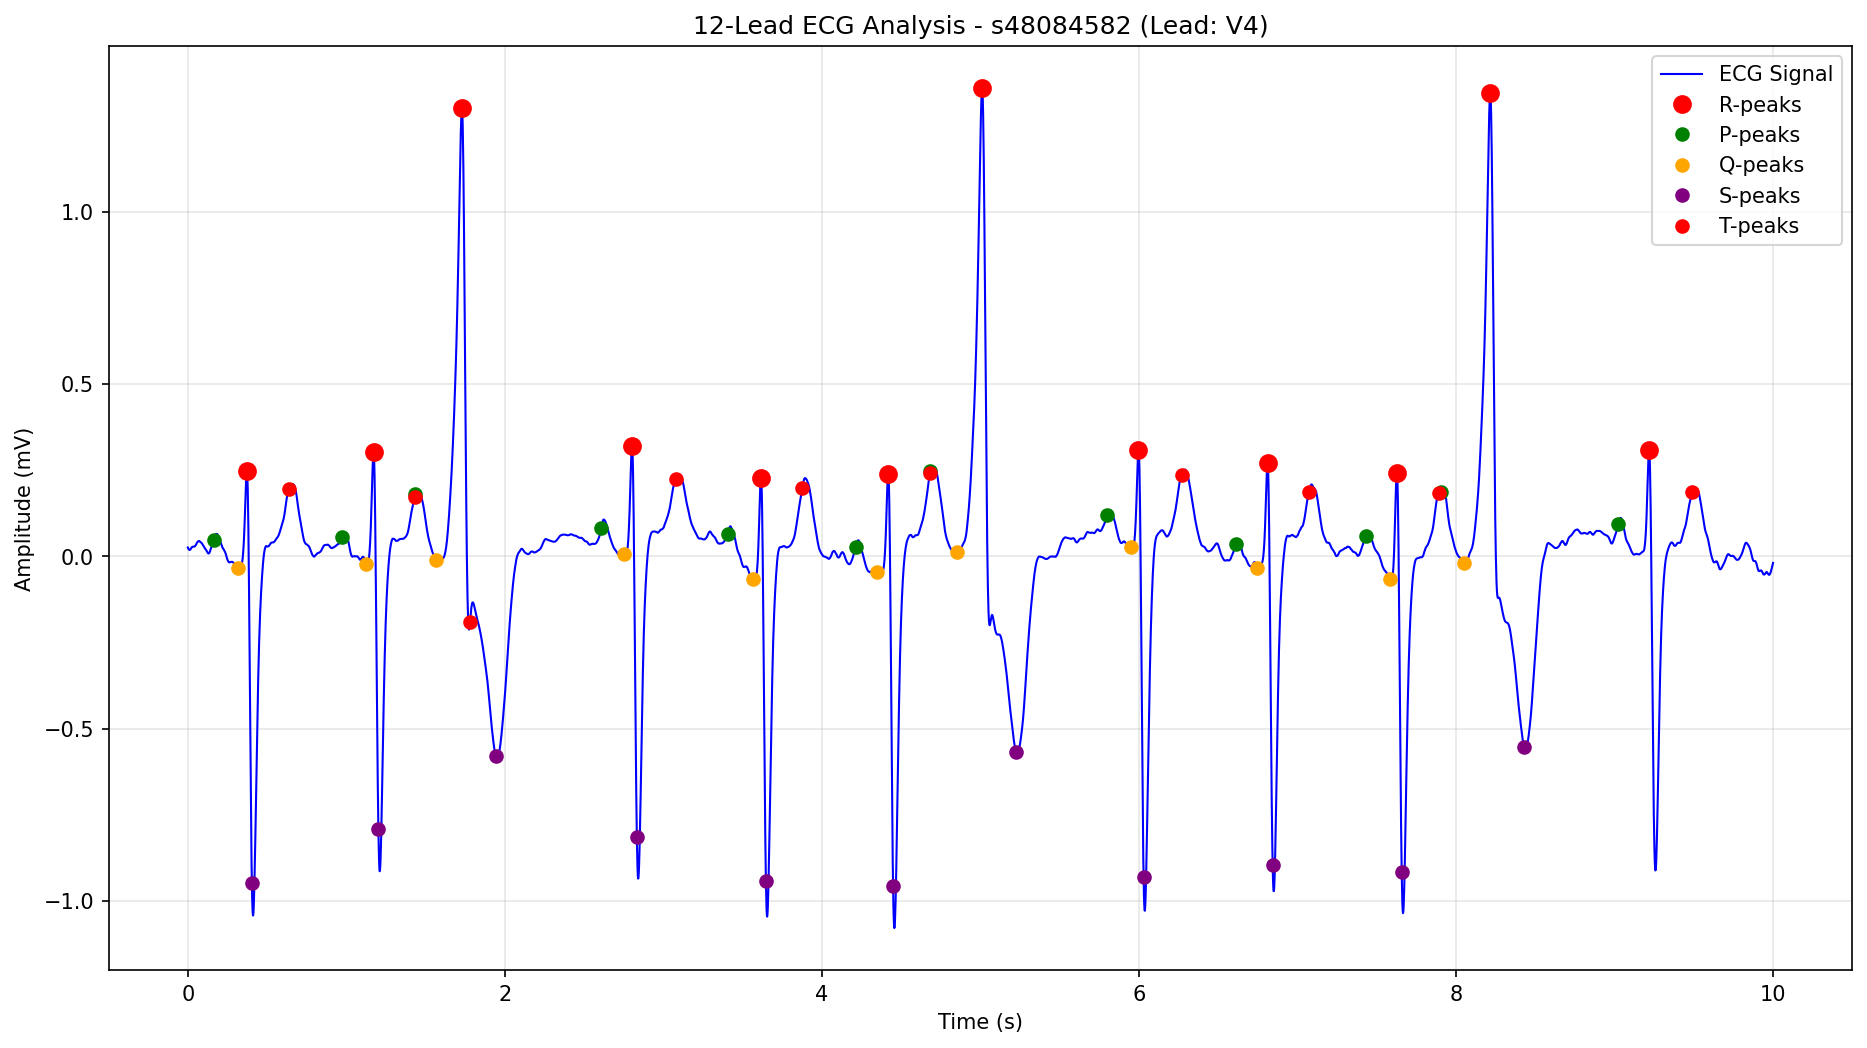 12-Lead ECG Analysis - s48084582 (Lead: V4)
ECG Signal
R-peaks
P-peaks
Q-peaks
S-peaks
T-peaks
Amplitude (mV)
1.0
0.5
0.0
−0.5
−1.0
0 2 4 6 8 10
Time (s)